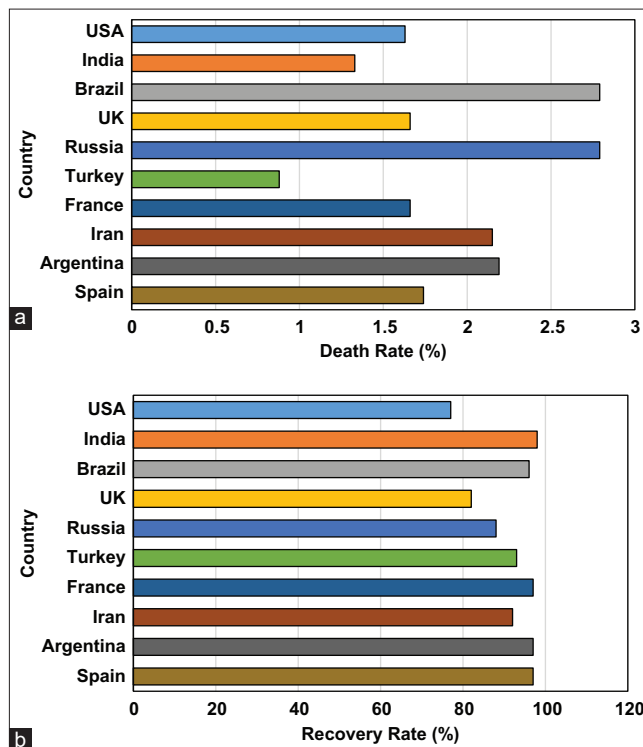 USA
India
Brazil
UK
Russia
Turkey
France
Iran
Argentina
Spain
Country
0 0.5 1 1.5 2 2.5 3
Death Rate (%)
a
USA
India
Brazil
UK
Russia
Turkey
France
Iran
Argentina
Spain
Country
0 20 40 60 80 100 120
Recovery Rate (%)
b